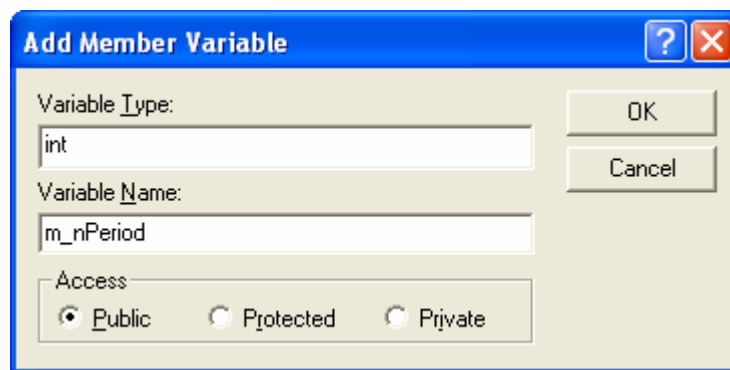 Add Member Variable
Variable Type:
OK
int
Cancel
Variable Name:
m_nPeriod
Access
Public Protected Private